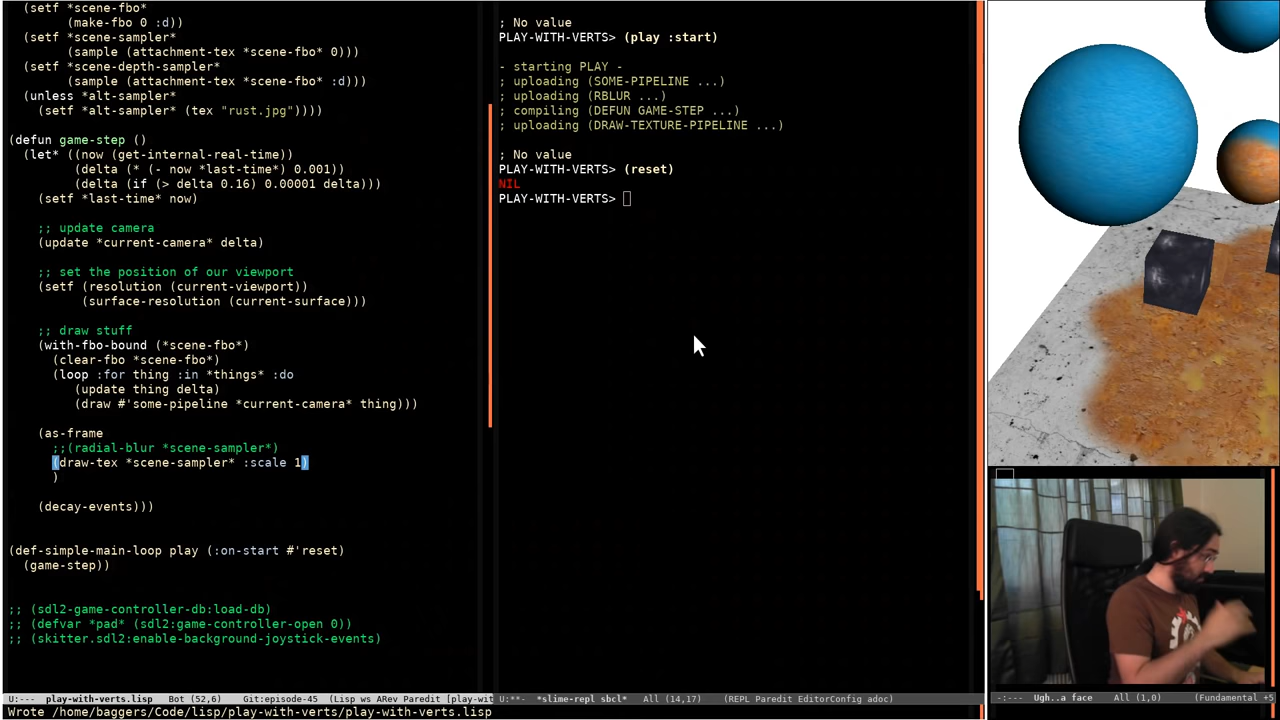 (setf *scene-fbo*
(make-fbo 0 :d))
(setf *scene-sampler*
(sample (attachment-tex *scene-fbo* 0)))
(setf *scene-depth-sampler*
(sample (attachment-tex *scene-fbo* :d)))
(unless *alt-sampler*
(setf *alt-sampler* (tex "rust.jpg"))))
(defun game-step ()
(let* ((now (get-internal-real-time))
(delta (* (- now *last-time*) 0.001))
(delta (if (> delta 0.16) 0.00001 delta)))
(setf *last-time* now)
;; update camera
(update *current-camera* delta)
;; set the position of our viewport
(setf (resolution (current-viewport))
(surface-resolution (current-surface)))
;; draw stuff
(with-fbo-bound (*scene-fbo*)
(clear-fbo *scene-fbo*)
(loop :for thing :in *things* :do
(update thing delta)
(draw #'some-pipeline *current-camera* thing)))
(as-frame
;;(radial-blur *scene-sampler*)
(draw-tex *scene-sampler* :scale 1)
)
(decay-events)))
(def-simple-main-loop play (:on-start #'reset)
(game-step))
;; (sdl2-game-controller-db:load-db)
;; (defvar *pad* (sdl2:game-controller-open 0))
;; (skitter.sdl2:enable-background-joystick-events)
U:--- play-with-verts.lisp Bot (52,6) Git:episode-45 (Lisp ws ARev Paredit [play-wit
Wrote /home/baggers/Code/lisp/play-with-verts/play-with-verts.lisp
; No value
PLAY-WITH-VERTS> (play :start)
- starting PLAY -
; uploading (SOME-PIPELINE ...)
; uploading (RBLUR ...)
; compiling (DEFUN GAME-STEP ...)
; uploading (DRAW-TEXTURE-PIPELINE ...)
; No value
PLAY-WITH-VERTS> (reset)
NIL
PLAY-WITH-VERTS>
U:**- *slime-repl sbcl* All (14,17) (REPL Paredit EditorConfig adoc)
-:--- Ugh..a face All (1,0) (Fundamental +5